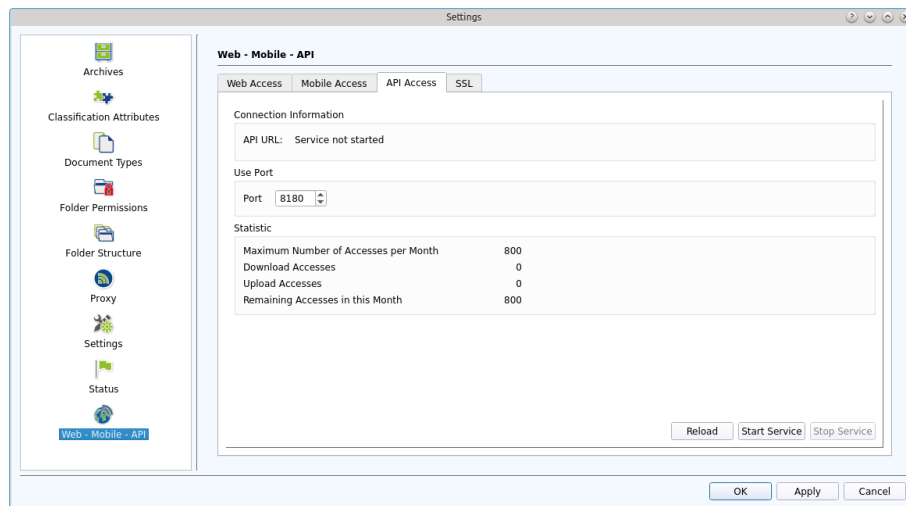 Settings
Archives
Classification Attributes
Document Types
Folder Permissions
Folder Structure
Proxy
Settings
Status
Web - Mobile - API
Web - Mobile - API
Web Access Mobile Access API Access SSL
Connection Information
API URL: Service not started
Use Port
Port 8180
Statistic
Maximum Number of Accesses per Month 800
Download Accesses 0
Upload Accesses 0
Remaining Accesses in this Month 800
Reload Start Service Stop Service
OK Apply Cancel